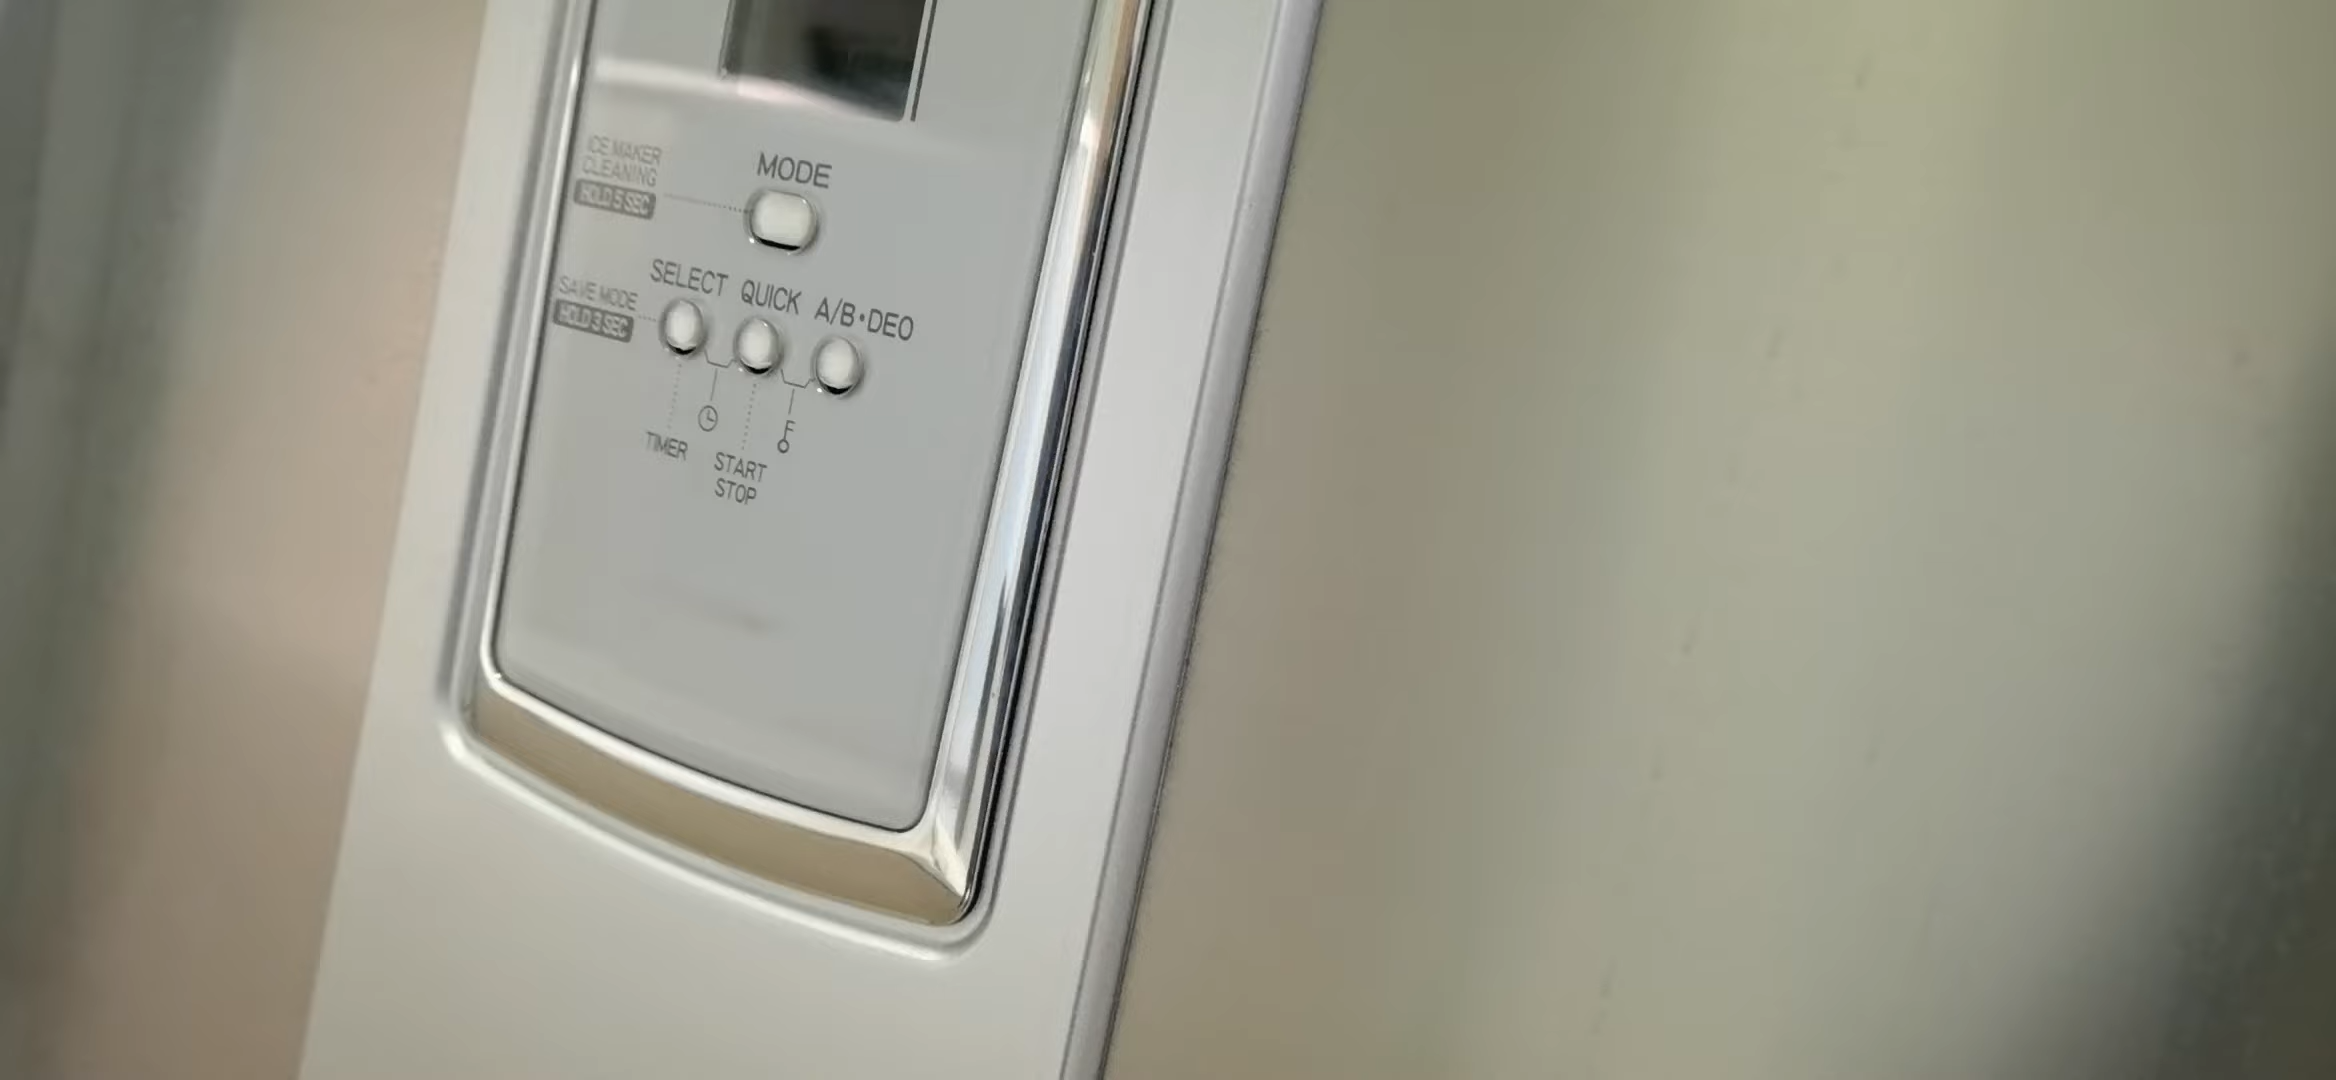 ICE MAKER
CLEANING
HOLD 5 SEC
MODE
SELECT QUICK A/B•DEO
SAVE MODE
HOLD 3 SEC
TIMER
START
STOP